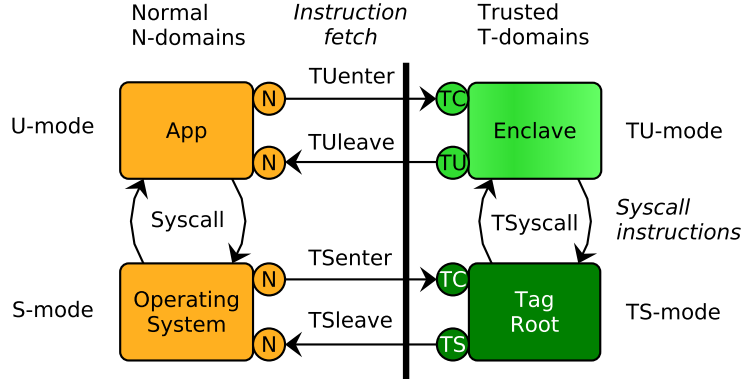 Normal
N-domains
Instruction
fetch
Trusted
T-domains
U-mode
App
N
TUenter
TC
Enclave
TU-mode
N
TUleave
TU
Syscall
TSyscall
Syscall
instructions
S-mode
Operating
System
N
TSenter
TC
Tag
Root
TS-mode
N
TSleave
TS